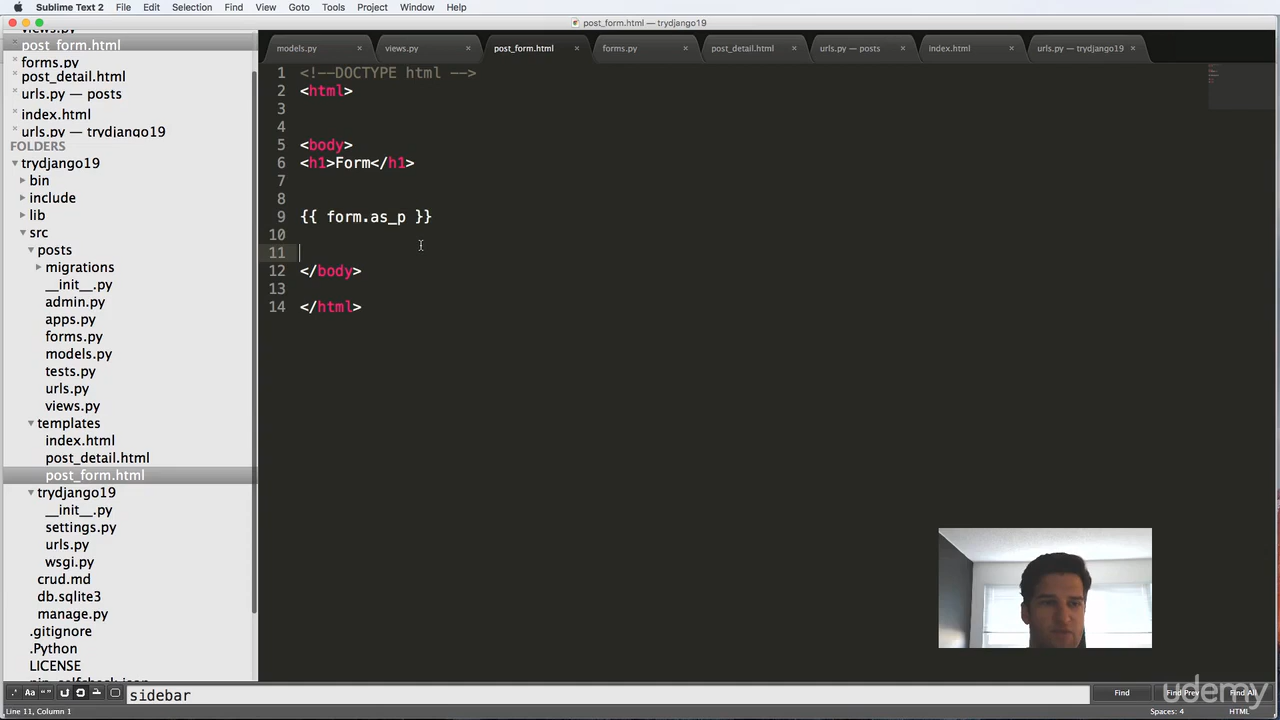 Sublime Text 2 File Edit Selection Find View Goto Tools Project Window Help
post_form.html — trydjango19
models.py × views.py × post_form.html × forms.py × post_detail.html × urls.py — posts × index.html × urls.py — trydjango19 ×
views.py
post_form.html
forms.py
post_detail.html
urls.py — posts
× index.html
× urls.py — trydjango19
FOLDERS
trydjango19
bin
include
lib
src
posts
migrations
__init__.py
admin.py
apps.py
forms.py
models.py
tests.py
urls.py
views.py
templates
index.html
post_detail.html
post_form.html
trydjango19
__init__.py
settings.py
urls.py
wsgi.py
crud.md
db.sqlite3
manage.py
.gitignore
.Python
LICENSE
pip-selfcheck.json
1 <!--DOCTYPE html -->
2 <html>
3
4
5 <body>
6 <h1>Form</h1>
7
8
9 {{ form.as_p }}
10
11
12 </body>
13
14 </html>
.* Aa “” sidebar Find Find Prev Find All
Line 11, Column 1 Spaces: 4 HTML
udemy